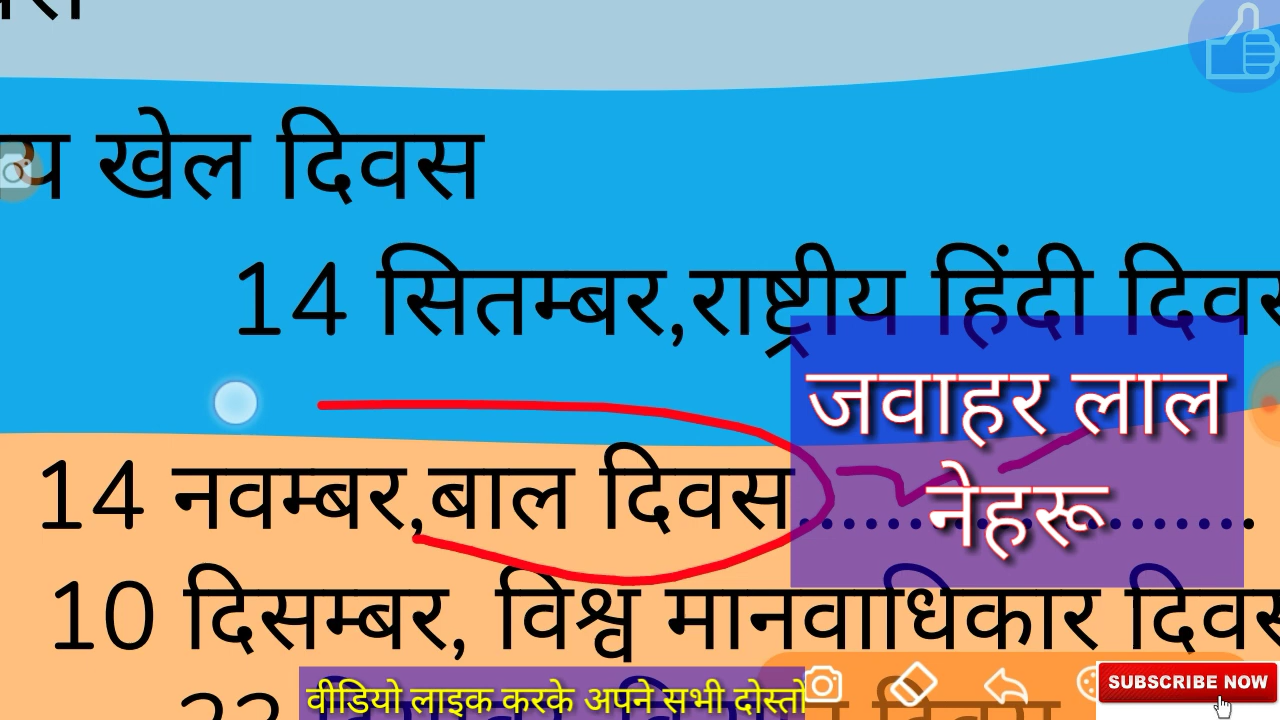 य खेल दिवस
14 सितम्बर,राष्ट्रीय हिंदी दिवस
जवाहर लाल
नेहरू
14 नवम्बर,बाल दिवस......................
10 दिसम्बर, विश्व मानवाधिकार दिवस
वीडियो लाइक करके अपने सभी दोस्तो
SUBSCRIBE NOW